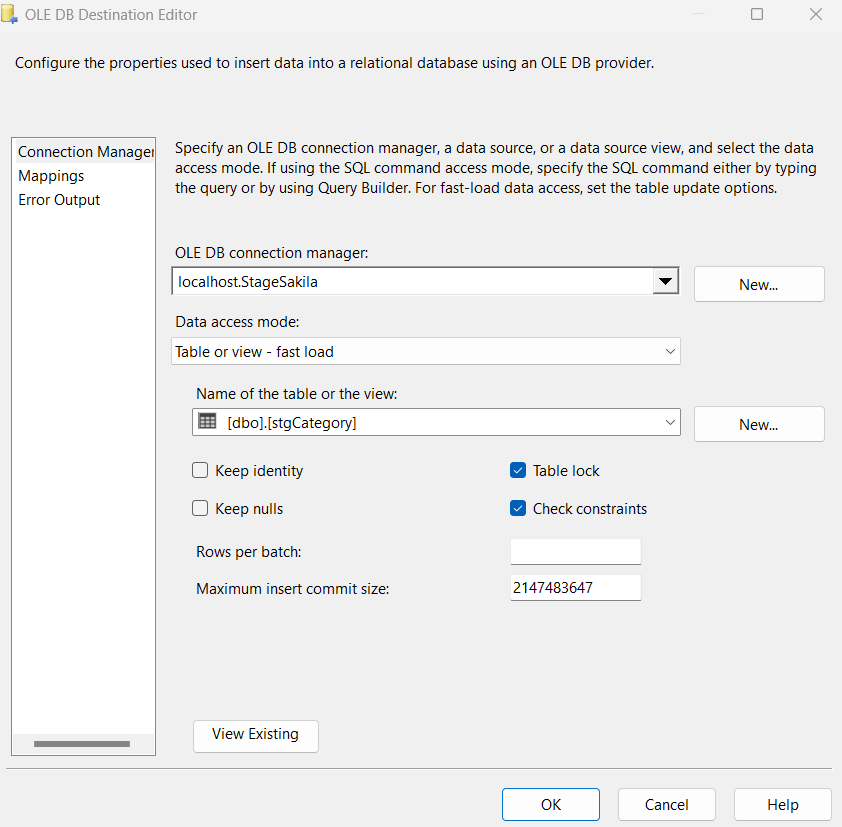 OLE DB Destination Editor
Configure the properties used to insert data into a relational database using an OLE DB provider.
Connection Manager
Mappings
Error Output
Specify an OLE DB connection manager, a data source, or a data source view, and select the data
access mode. If using the SQL command access mode, specify the SQL command either by typing
the query or by using Query Builder. For fast-load data access, set the table update options.
OLE DB connection manager:
localhost.StageSakila
New...
Data access mode:
Table or view - fast load
Name of the table or the view:
[dbo].[stgCategory]
New...
Keep identity
Table lock
Keep nulls
Check constraints
Rows per batch:
Maximum insert commit size:
2147483647
View Existing
OK
Cancel
Help